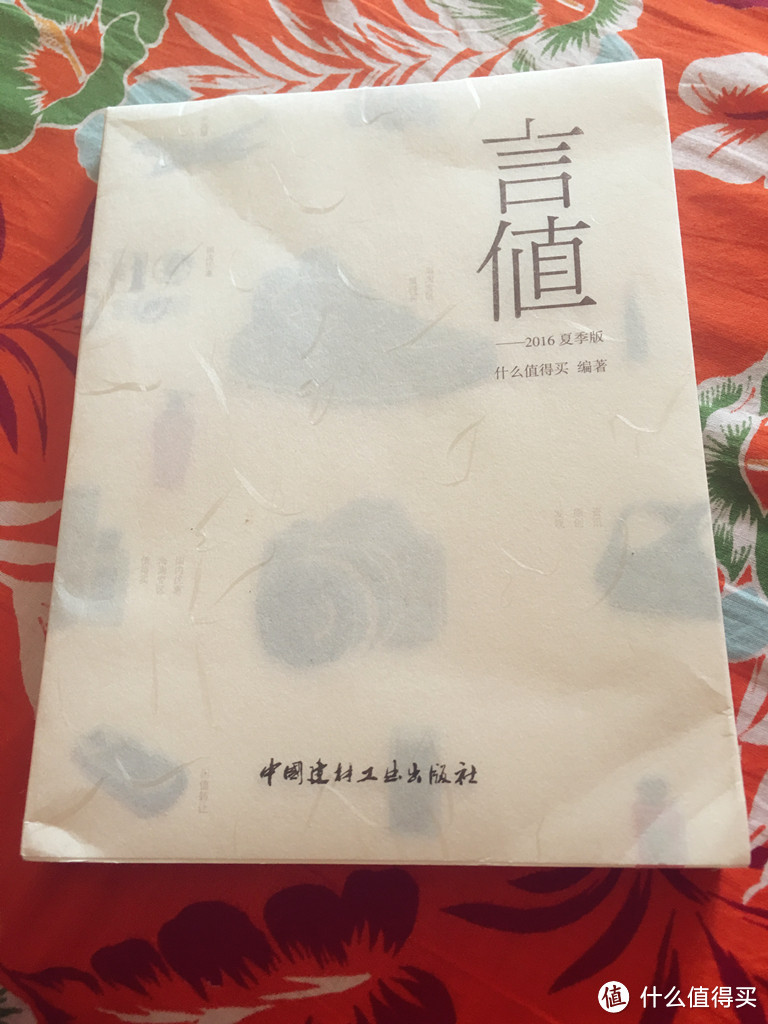 言
値
——2016 夏季版
什么值得买 编著
中国建材工业出版社
值 什么值得买